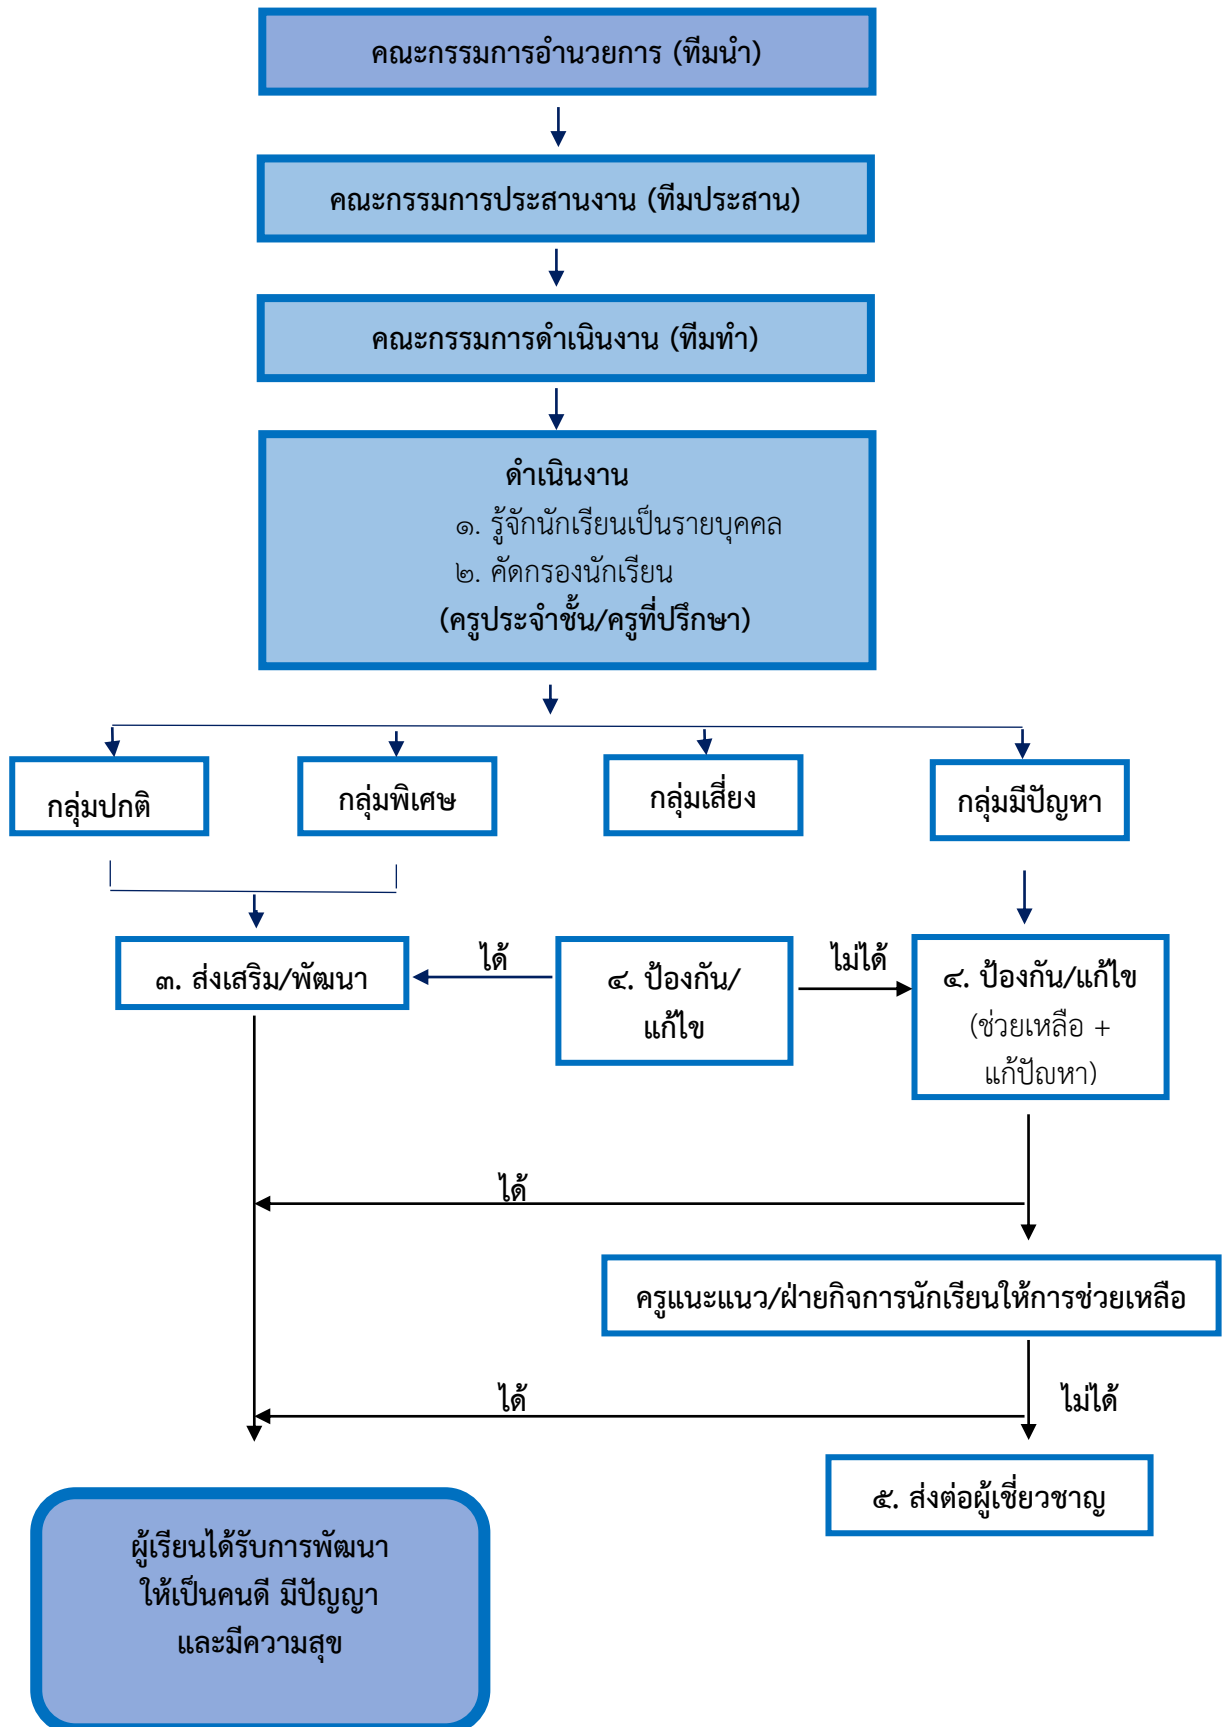 คณะกรรมการอำนวยการ (ทีมนำ)
คณะกรรมการประสานงาน (ทีมประสาน)
คณะกรรมการดำเนินงาน (ทีมทำ)
ดำเนินงาน
๑. รู้จักนักเรียนเป็นรายบุคคล
๒. คัดกรองนักเรียน
(ครูประจำชั้น/ครูที่ปรึกษา)
กลุ่มปกติ
กลุ่มพิเศษ
กลุ่มเสี่ยง
กลุ่มมีปัญหา
๓. ส่งเสริม/พัฒนา
ได้
๔. ป้องกัน/
แก้ไข
ไม่ได้
๔. ป้องกัน/แก้ไข
(ช่วยเหลือ +
แก้ปัญหา)
ได้
ครูแนะแนว/ฝ่ายกิจการนักเรียนให้การช่วยเหลือ
ได้
ไม่ได้
๕. ส่งต่อผู้เชี่ยวชาญ
ผู้เรียนได้รับการพัฒนา
ให้เป็นคนดี มีปัญญา
และมีความสุข